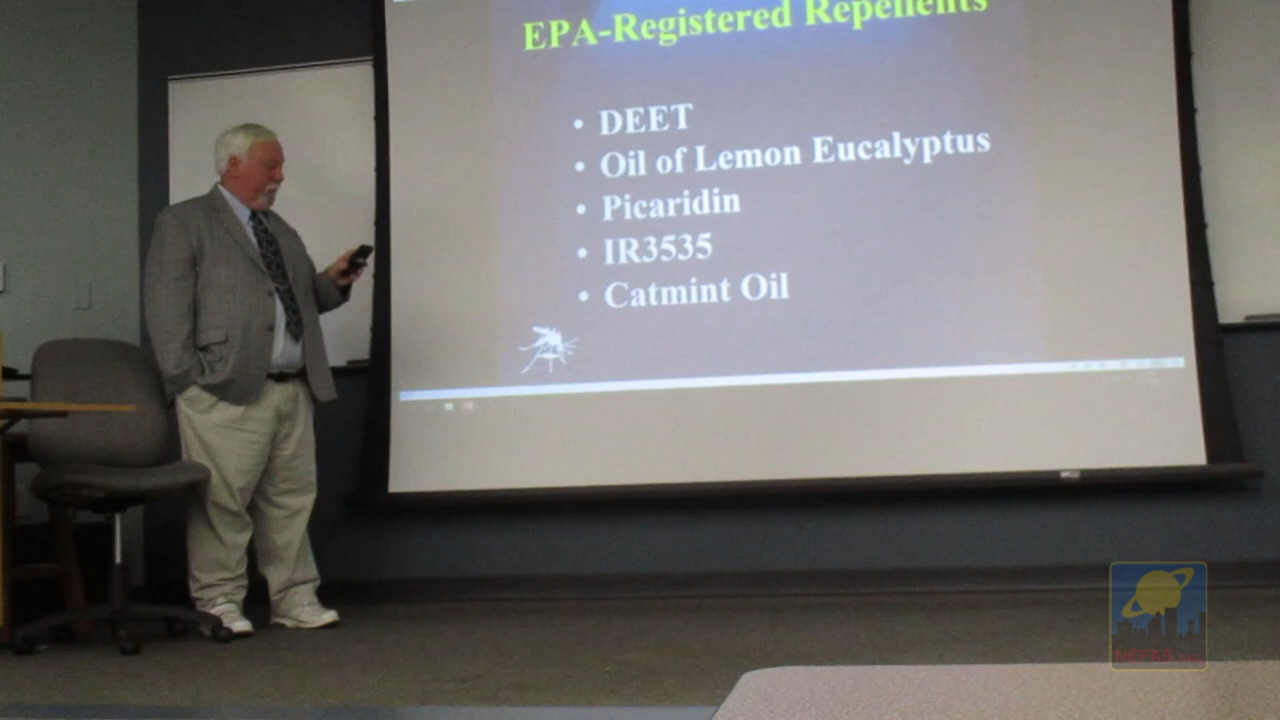 EPA-Registered Repellents
• DEET
• Oil of Lemon Eucalyptus
• Picaridin
• IR3535
• Catmint Oil